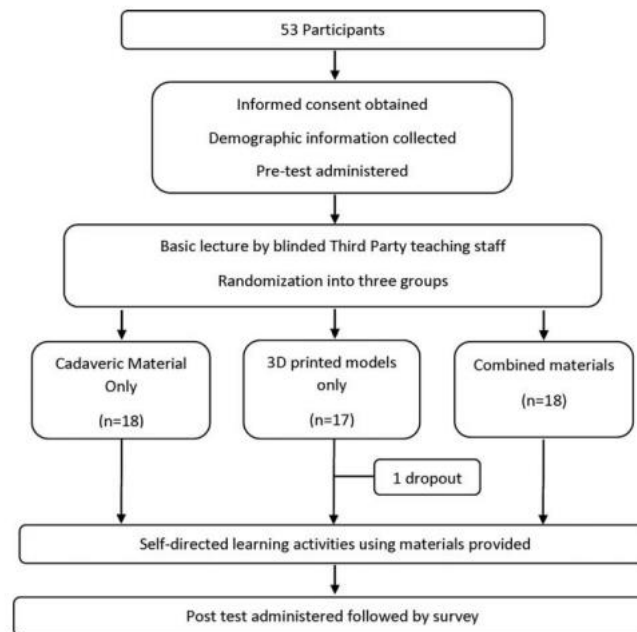 53 Participants
Informed consent obtained
Demographic information collected
Pre-test administered
Basic lecture by blinded Third Party teaching staff
Randomization into three groups
Cadaveric Material
Only
(n=18)
3D printed models
only
(n=17)
Combined materials
(n=18)
1 dropout
Self-directed learning activities using materials provided
Post test administered followed by survey